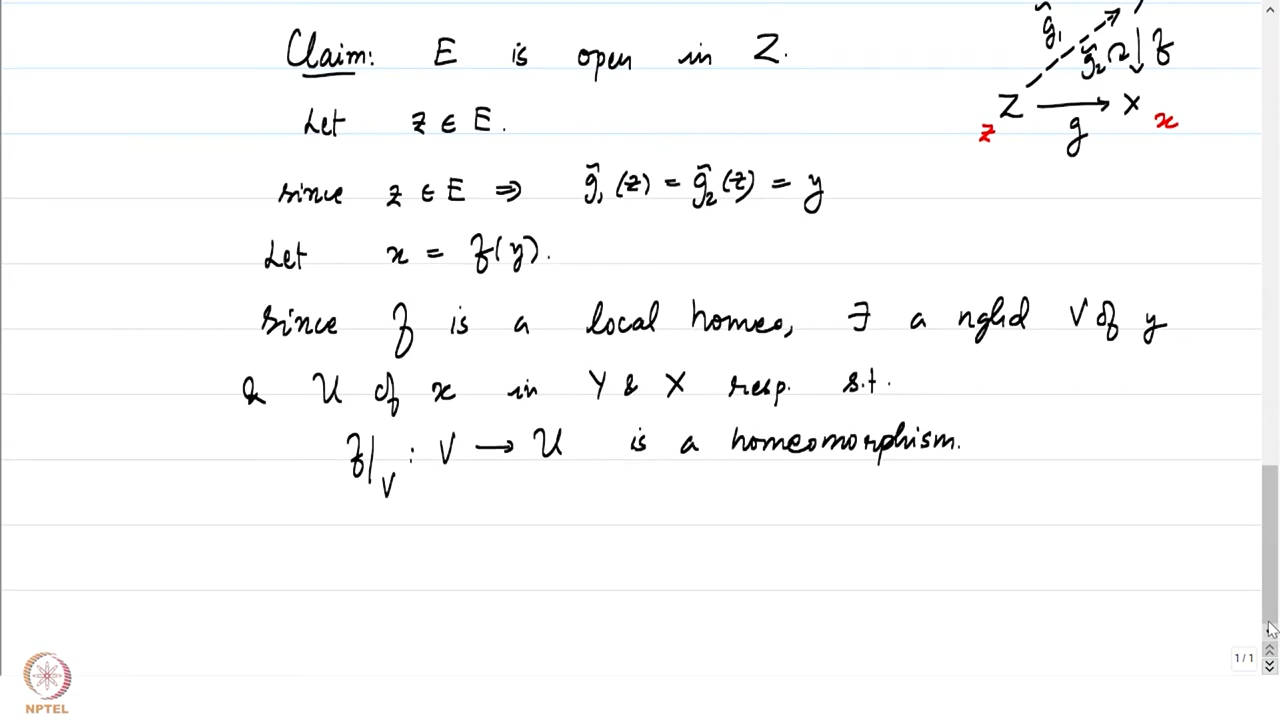 Claim: E is open in Z.
Let z ∈ E.
since z ∈ E ⇒ g̃₁(z) = g̃₂(z) = y
Let x = f(y).
since f is a local homeo, ∃ a nghd V of y
& U of x in Y & X resp. s.t.
f|_V : V → U is a homeomorphism.
g̃₁
g̃₂ f
Z → X
z g x
1/1
NPTEL